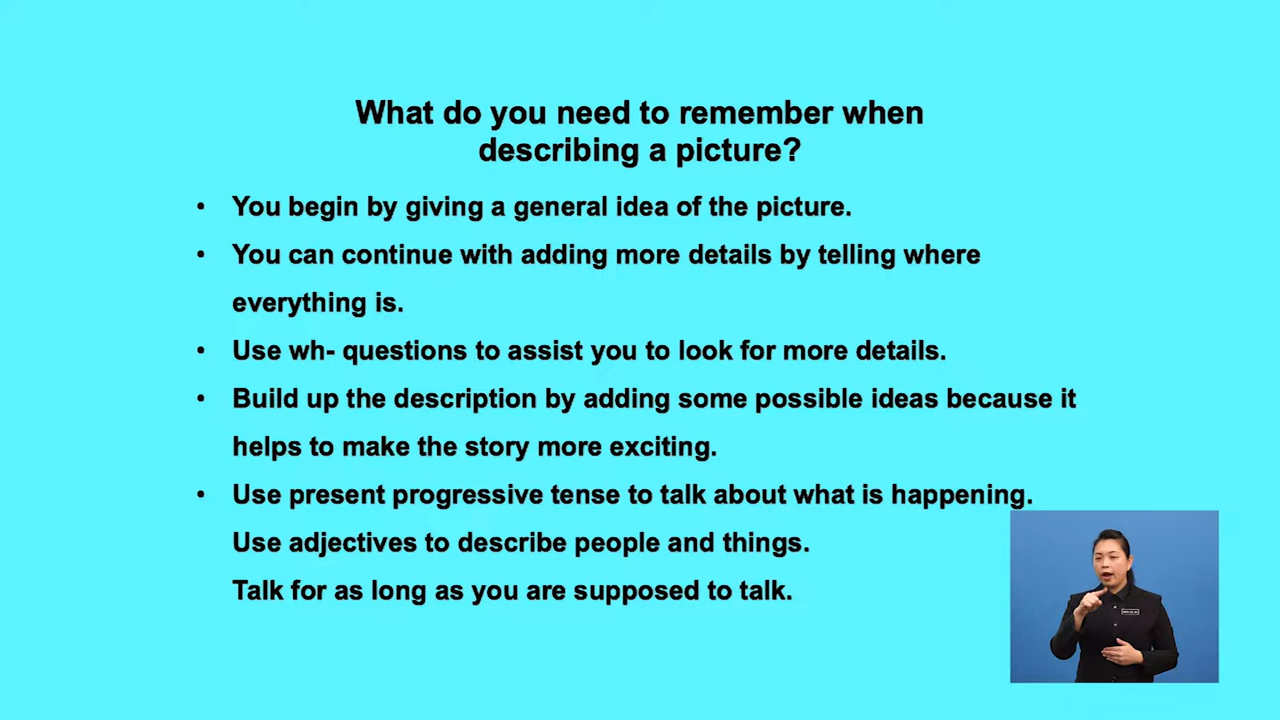 What do you need to remember when
describing a picture?
• You begin by giving a general idea of the picture.
• You can continue with adding more details by telling where
everything is.
• Use wh- questions to assist you to look for more details.
• Build up the description by adding some possible ideas because it
helps to make the story more exciting.
• Use present progressive tense to talk about what is happening.
Use adjectives to describe people and things.
Talk for as long as you are supposed to talk.